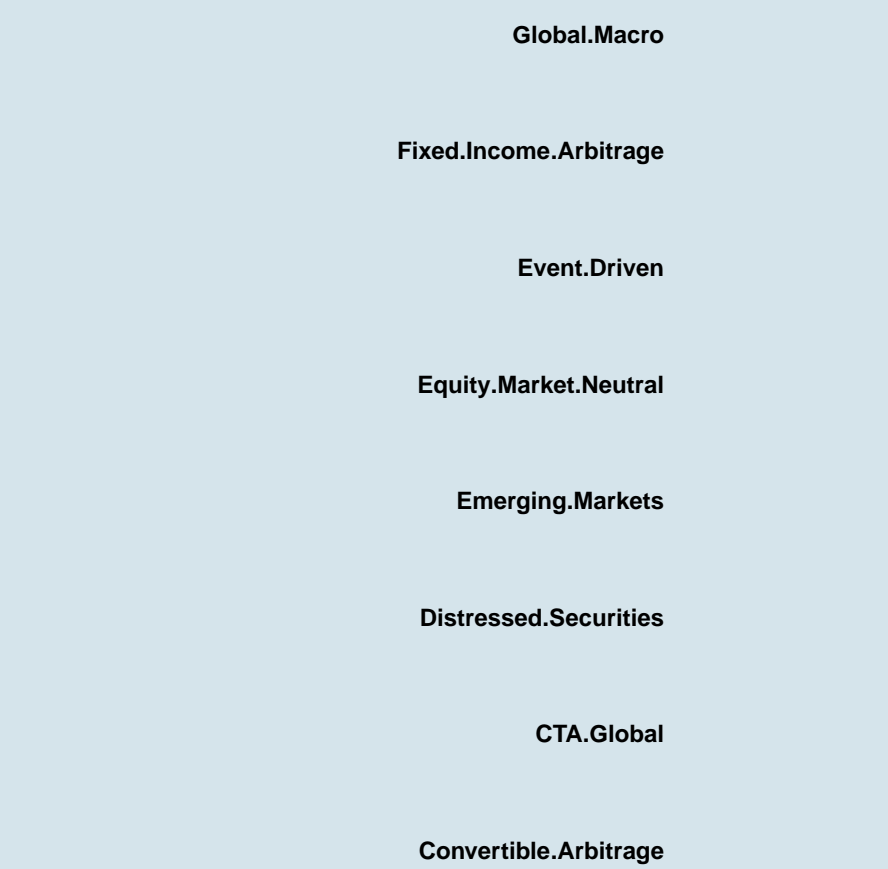 Global.Macro
Fixed.Income.Arbitrage
Event.Driven
Equity.Market.Neutral
Emerging.Markets
Distressed.Securities
CTA.Global
Convertible.Arbitrage